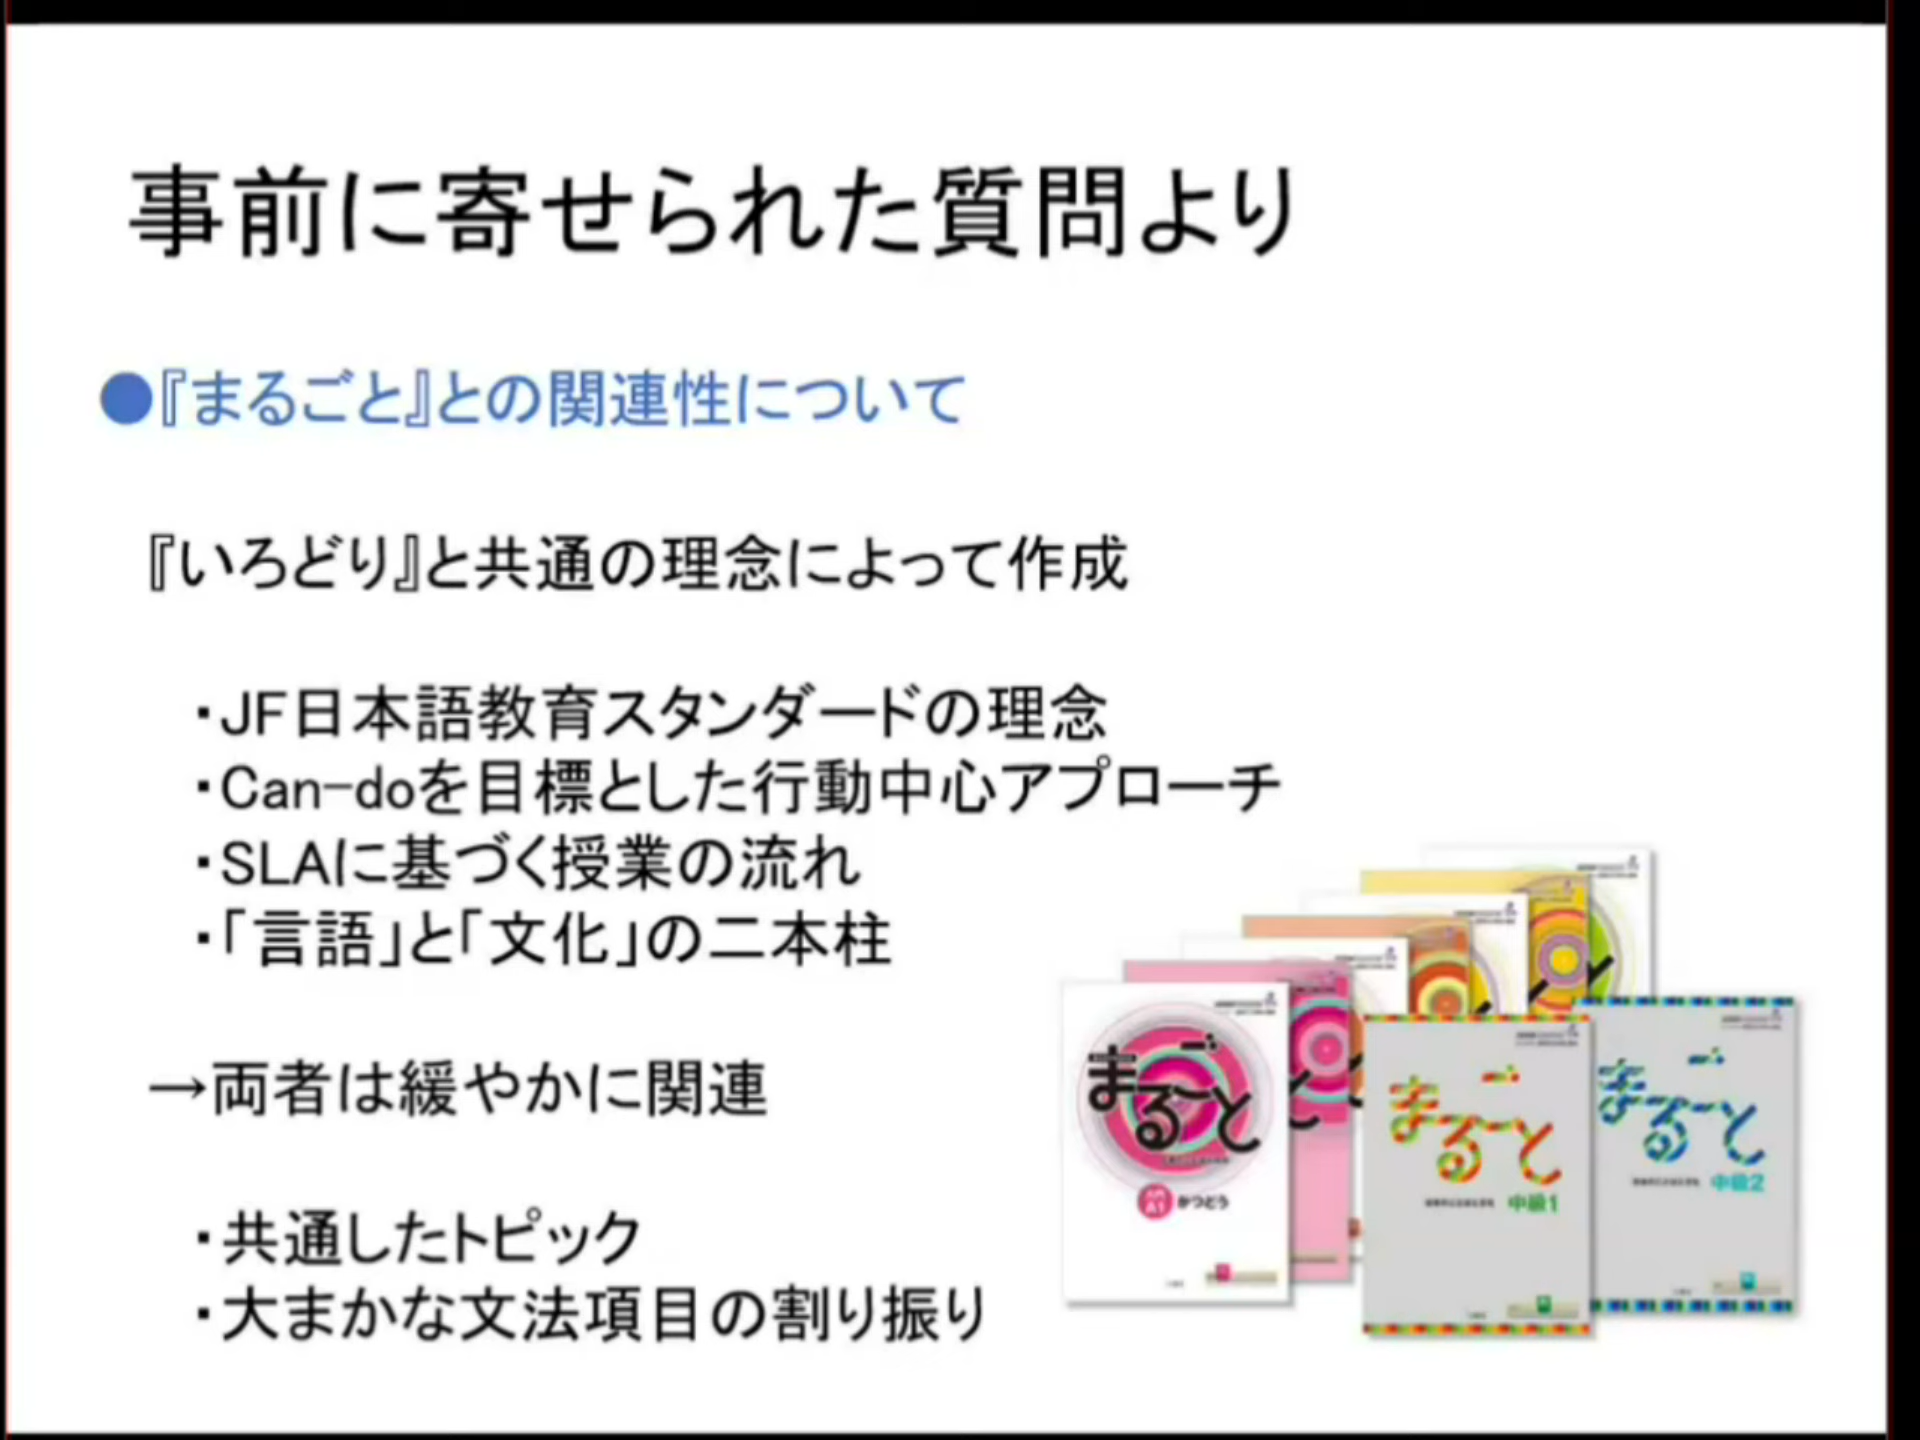 事前に寄せられた質問より
●『まるごと』との関連性について
『いろどり』と共通の理念によって作成
・JF日本語教育スタンダードの理念
・Can-doを目標とした行動中心アプローチ
・SLAに基づく授業の流れ
・「言語」と「文化」の二本柱
→両者は緩やかに関連
・共通したトピック
・大まかな文法項目の割り振り
まるごと
A1 かつどう
まるごと
中級1
まるごと
中級2